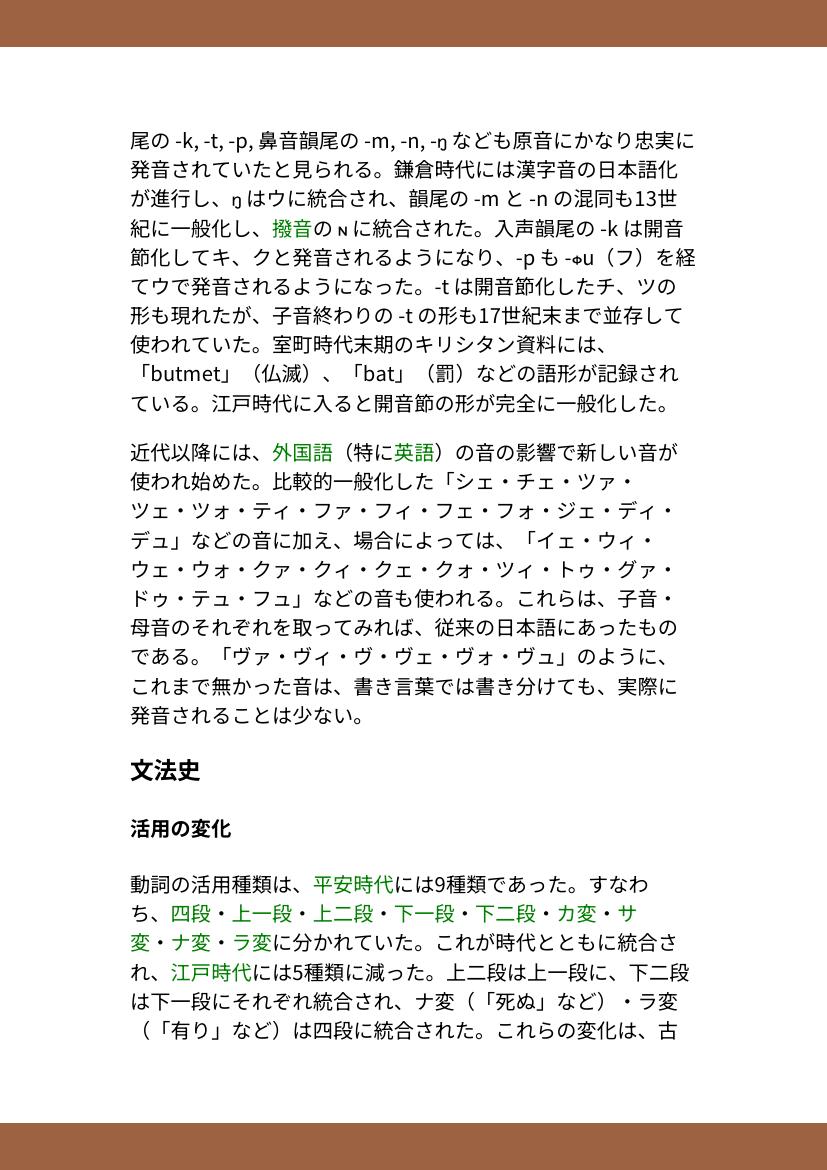 尾の -k, -t, -p, 鼻音韻尾の -m, -n, -ŋ なども原音にかなり忠実に
発音されていたと見られる。鎌倉時代には漢字音の日本語化
が進行し、ŋ はウに統合され、韻尾の -m と -n の混同も13世
紀に一般化し、撥音の ɴ に統合された。入声韻尾の -k は開音
節化してキ、クと発音されるようになり、-p も -ɸu（フ）を経
てウで発音されるようになった。-t は開音節化したチ、ツの
形も現れたが、子音終わりの -t の形も17世紀末まで並存して
使われていた。室町時代末期のキリシタン資料には、
「butmet」（仏滅）、「bat」（罰）などの語形が記録され
ている。江戸時代に入ると開音節の形が完全に一般化した。
近代以降には、外国語（特に英語）の音の影響で新しい音が
使われ始めた。比較的一般化した「シェ・チェ・ツァ・
ツェ・ツォ・ティ・ファ・フィ・フェ・フォ・ジェ・ディ・
デュ」などの音に加え、場合によっては、「イェ・ウィ・
ウェ・ウォ・クァ・クィ・クェ・クォ・ツィ・トゥ・グァ・
ドゥ・テュ・フュ」などの音も使われる。これらは、子音・
母音のそれぞれを取ってみれば、従来の日本語にあったもの
である。「ヴァ・ヴィ・ヴ・ヴェ・ヴォ・ヴュ」のように、
これまで無かった音は、書き言葉では書き分けても、実際に
発音されることは少ない。
文法史
活用の変化
動詞の活用種類は、平安時代には9種類であった。すなわ
ち、四段・上一段・上二段・下一段・下二段・カ変・サ
変・ナ変・ラ変に分かれていた。これが時代とともに統合さ
れ、江戸時代には5種類に減った。上二段は上一段に、下二段
は下一段にそれぞれ統合され、ナ変（「死ぬ」など）・ラ変
（「有り」など）は四段に統合された。これらの変化は、古